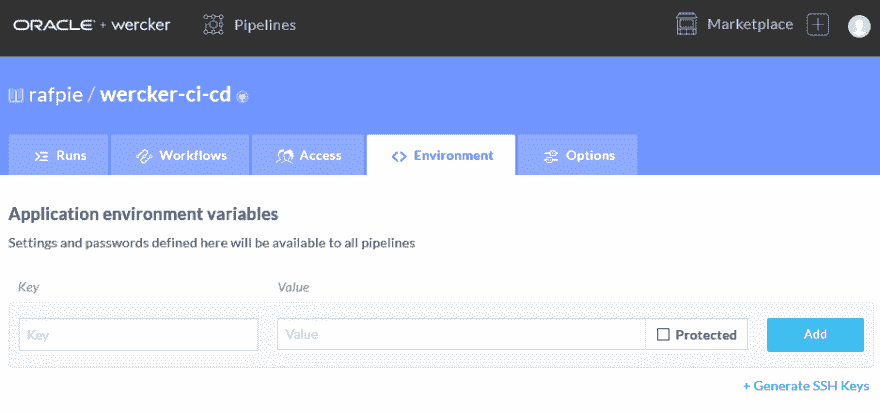 ORACLE + wercker Pipelines Marketplace
rafpie / wercker-ci-cd
Runs Workflows Access Environment Options
Application environment variables
Settings and passwords defined here will be available to all pipelines
Key Value
Key Value Protected Add
+ Generate SSH Keys